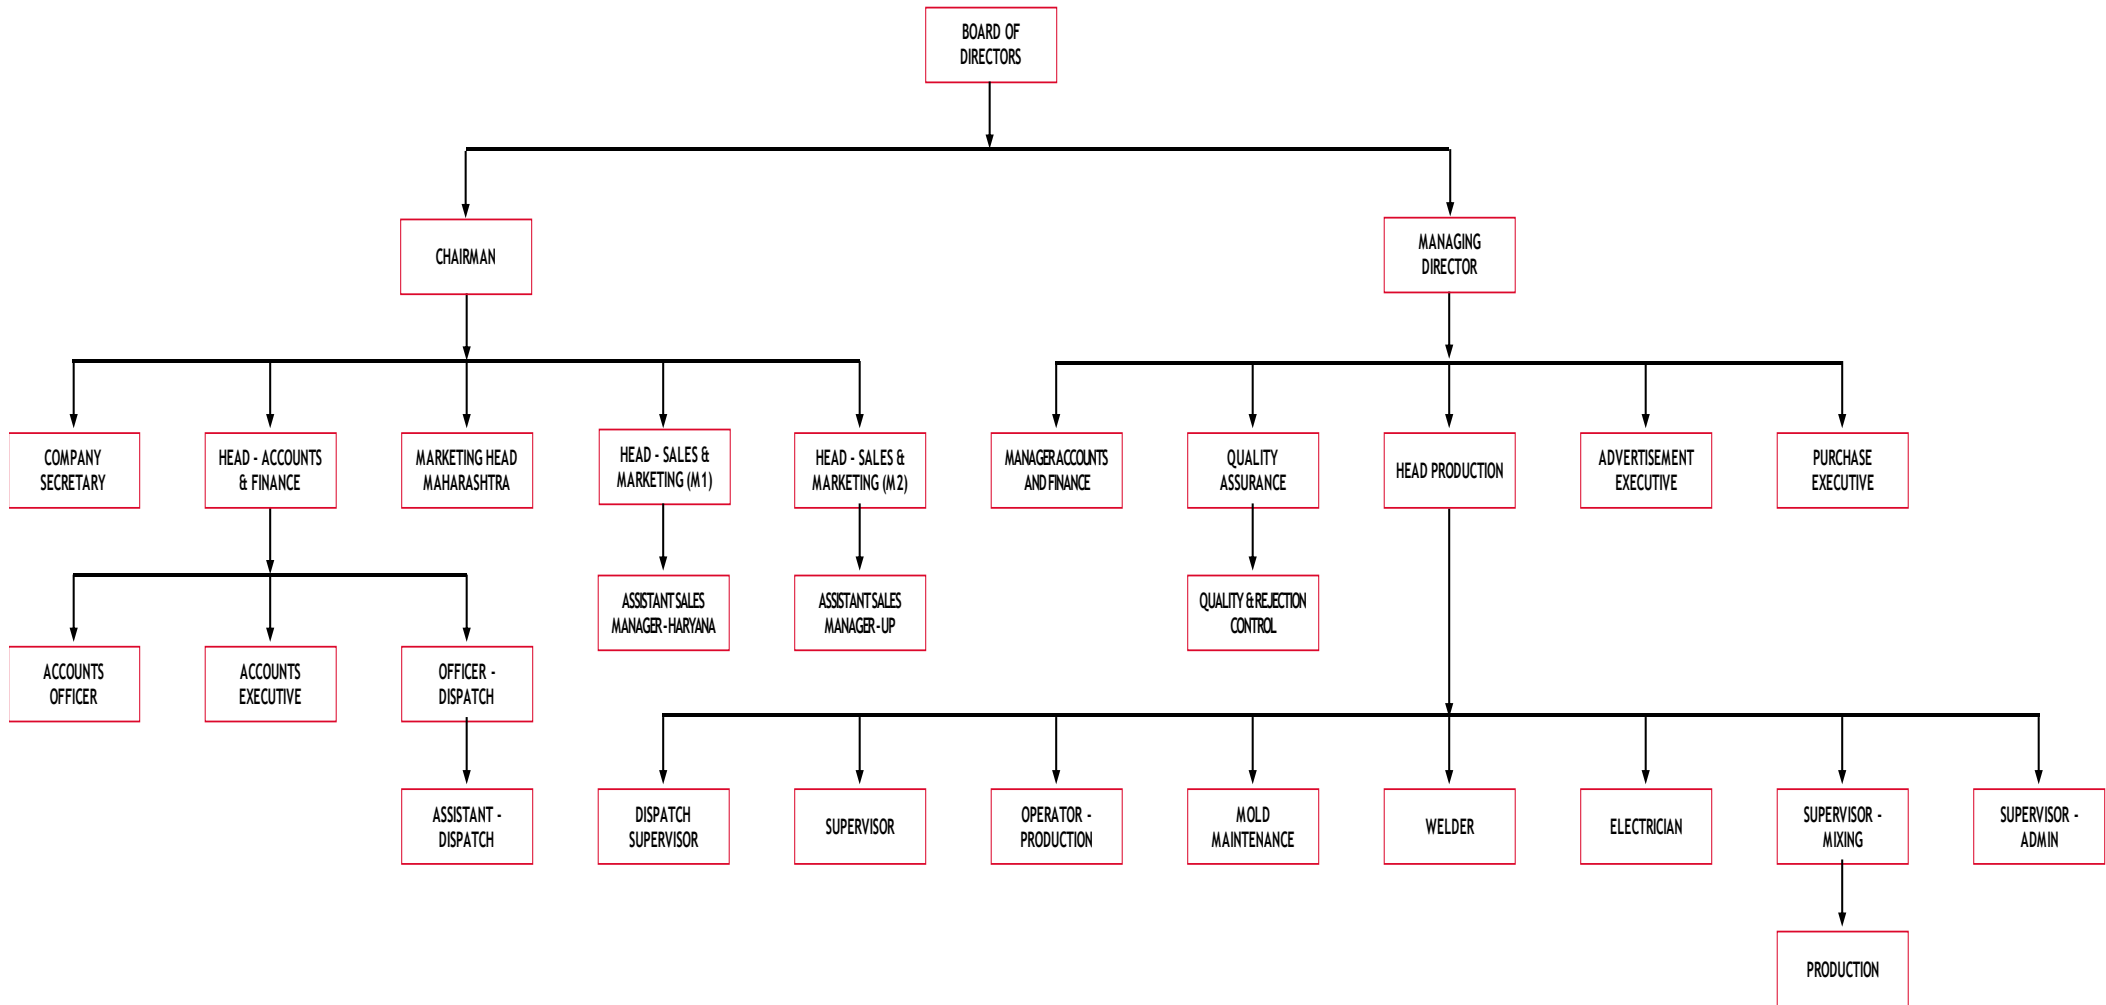 BOARD OF
DIRECTORS
CHAIRMAN
MANAGING
DIRECTOR
COMPANY
SECRETARY
HEAD - ACCOUNTS
& FINANCE
MARKETING HEAD
MAHARASHTRA
HEAD - SALES &
MARKETING (M1)
HEAD - SALES &
MARKETING (M2)
MANAGER ACCOUNTS
AND FINANCE
QUALITY
ASSURANCE
HEAD PRODUCTION
ADVERTISEMENT
EXECUTIVE
PURCHASE
EXECUTIVE
ASSISTANT SALES
MANAGER - HARYANA
ASSISTANT SALES
MANAGER - UP
QUALITY & REJECTION
CONTROL
ACCOUNTS
OFFICER
ACCOUNTS
EXECUTIVE
OFFICER -
DISPATCH
ASSISTANT -
DISPATCH
DISPATCH
SUPERVISOR
SUPERVISOR
OPERATOR -
PRODUCTION
MOLD
MAINTENANCE
WELDER
ELECTRICIAN
SUPERVISOR -
MIXING
SUPERVISOR -
ADMIN
PRODUCTION